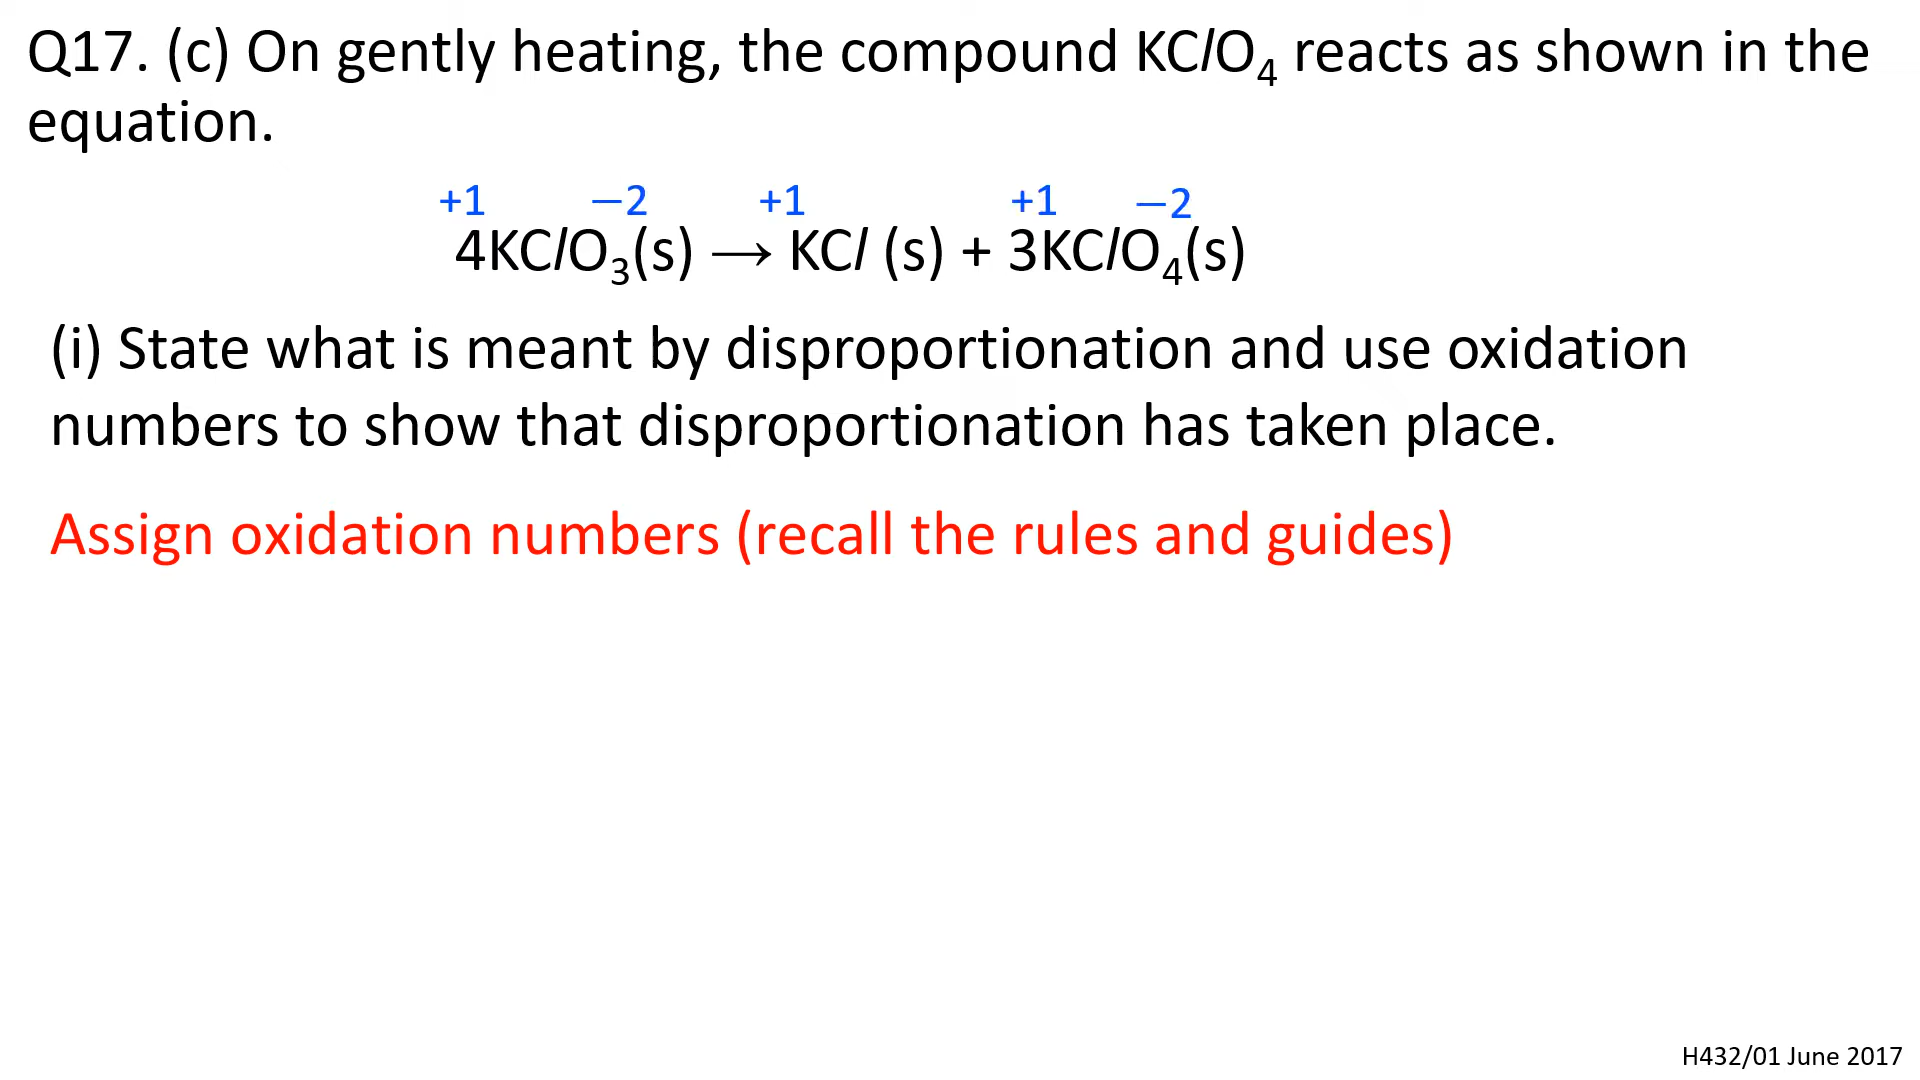 Q17. (c) On gently heating, the compound KClO₄ reacts as shown in the
equation.
+1 —2 +1 +1 —2
4KClO₃(s) ⟶ KCl (s) + 3KClO₄(s)
(i) State what is meant by disproportionation and use oxidation
numbers to show that disproportionation has taken place.
Assign oxidation numbers (recall the rules and guides)
H432/01 June 2017